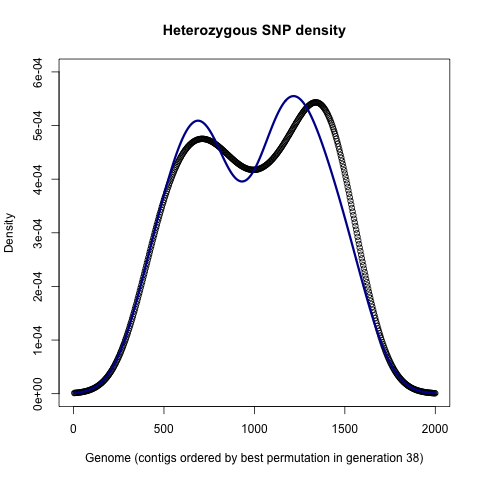 Heterozygous SNP density
Density
6e-04
5e-04
4e-04
3e-04
2e-04
1e-04
0e+00
0 500 1000 1500 2000
Genome (contigs ordered by best permutation in generation 38)